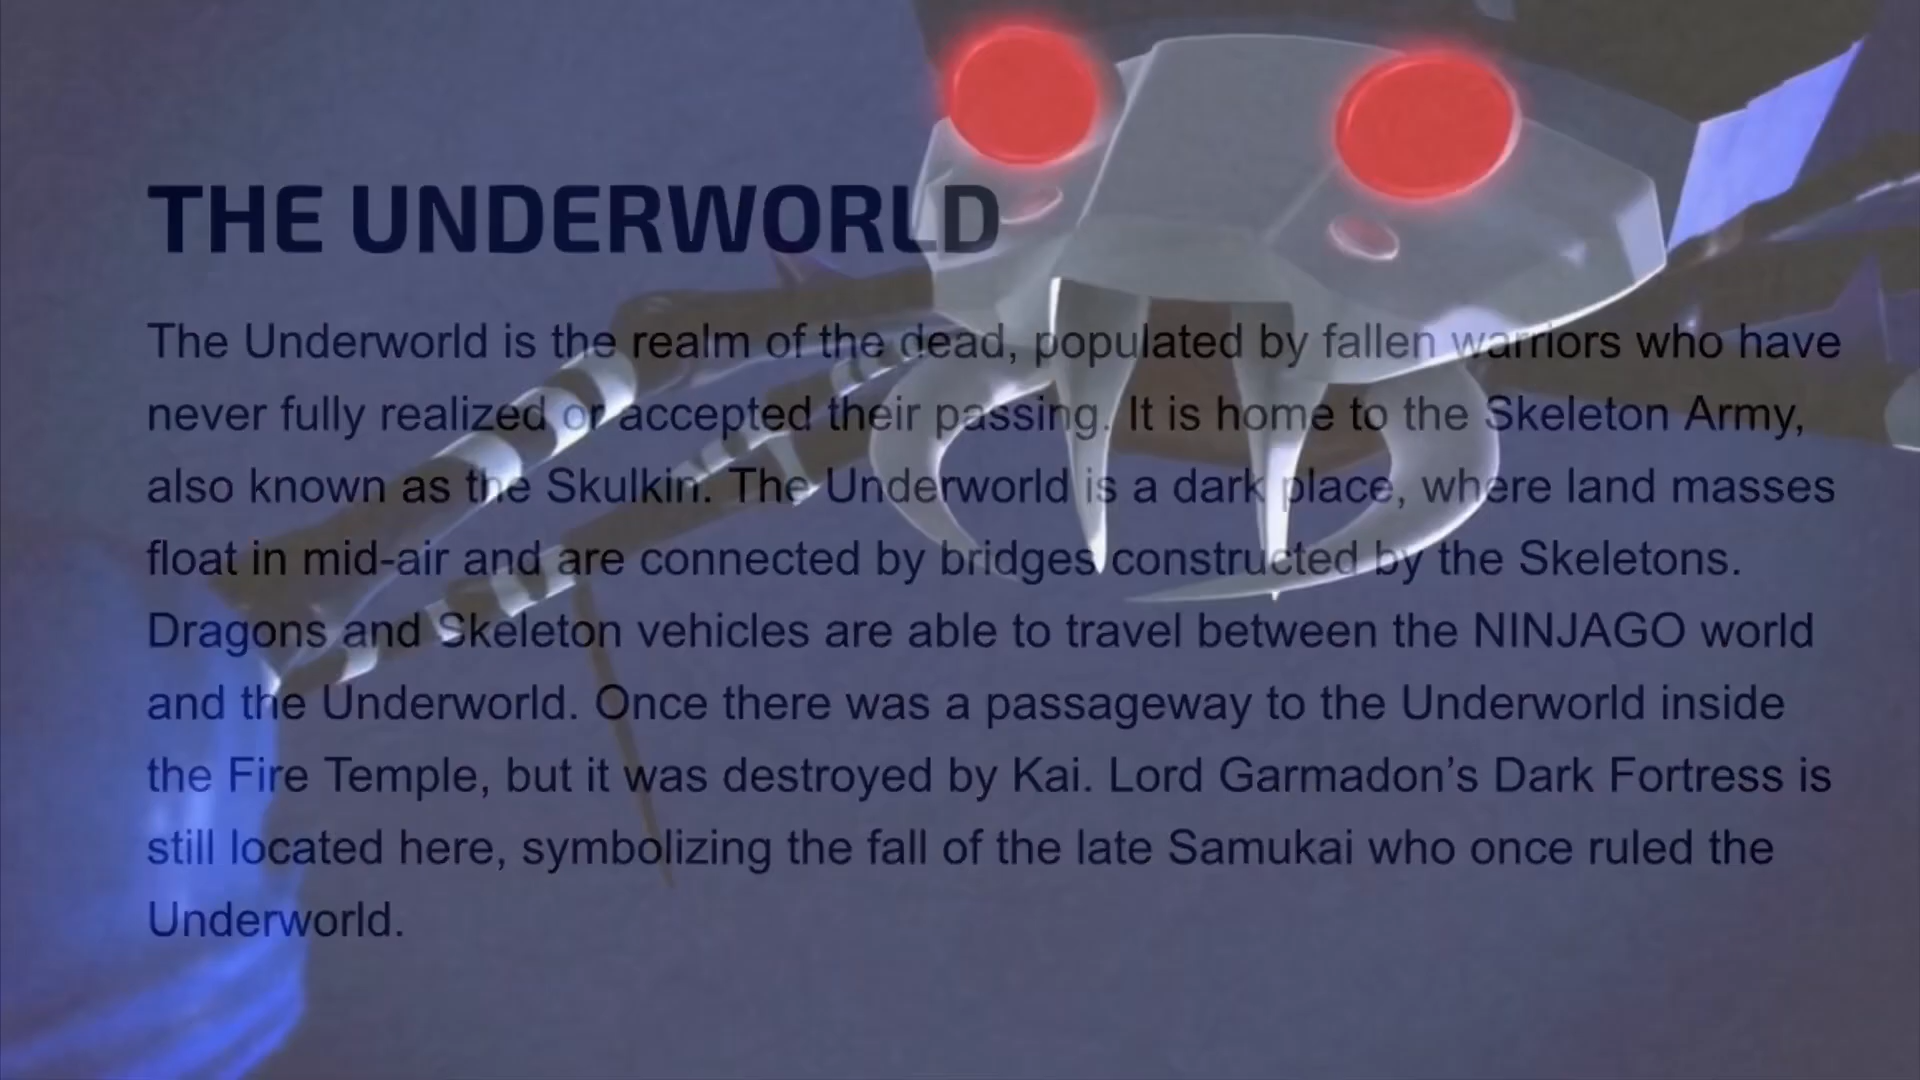 THE UNDERWORLD
The Underworld is the realm of the dead, populated by fallen warriors who have
never fully realized or accepted their passing. It is home to the Skeleton Army,
also known as the Skulkin. The Underworld is a dark place, where land masses
float in mid-air and are connected by bridges constructed by the Skeletons.
Dragons and Skeleton vehicles are able to travel between the NINJAGO world
and the Underworld. Once there was a passageway to the Underworld inside
the Fire Temple, but it was destroyed by Kai. Lord Garmadon’s Dark Fortress is
still located here, symbolizing the fall of the late Samukai who once ruled the
Underworld.